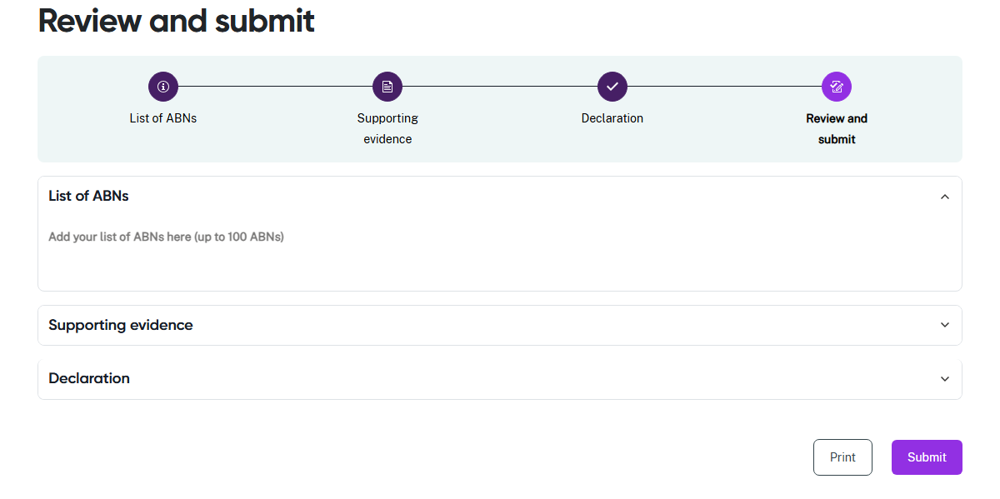 Review and submit
List of ABNs
Supporting
evidence
Declaration
Review and
submit
List of ABNs
Add your list of ABNs here (up to 100 ABNs)
Supporting evidence
Declaration
Print
Submit